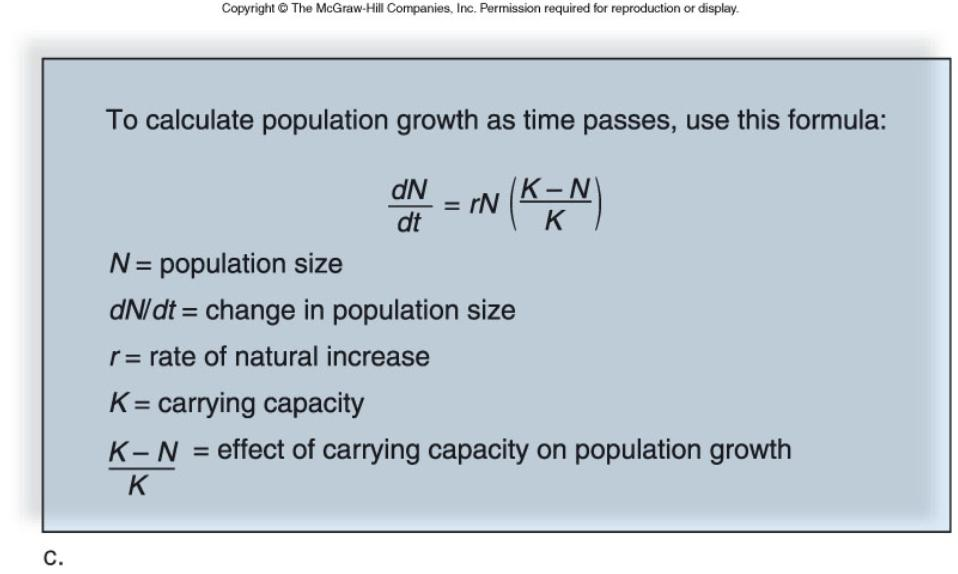 Copyright © The McGraw-Hill Companies, Inc. Permission required for reproduction or display.
To calculate population growth as time passes, use this formula:
dN/dt = rN (K – N/K)
N = population size
dN/dt = change in population size
r = rate of natural increase
K = carrying capacity
K – N/K = effect of carrying capacity on population growth
c.